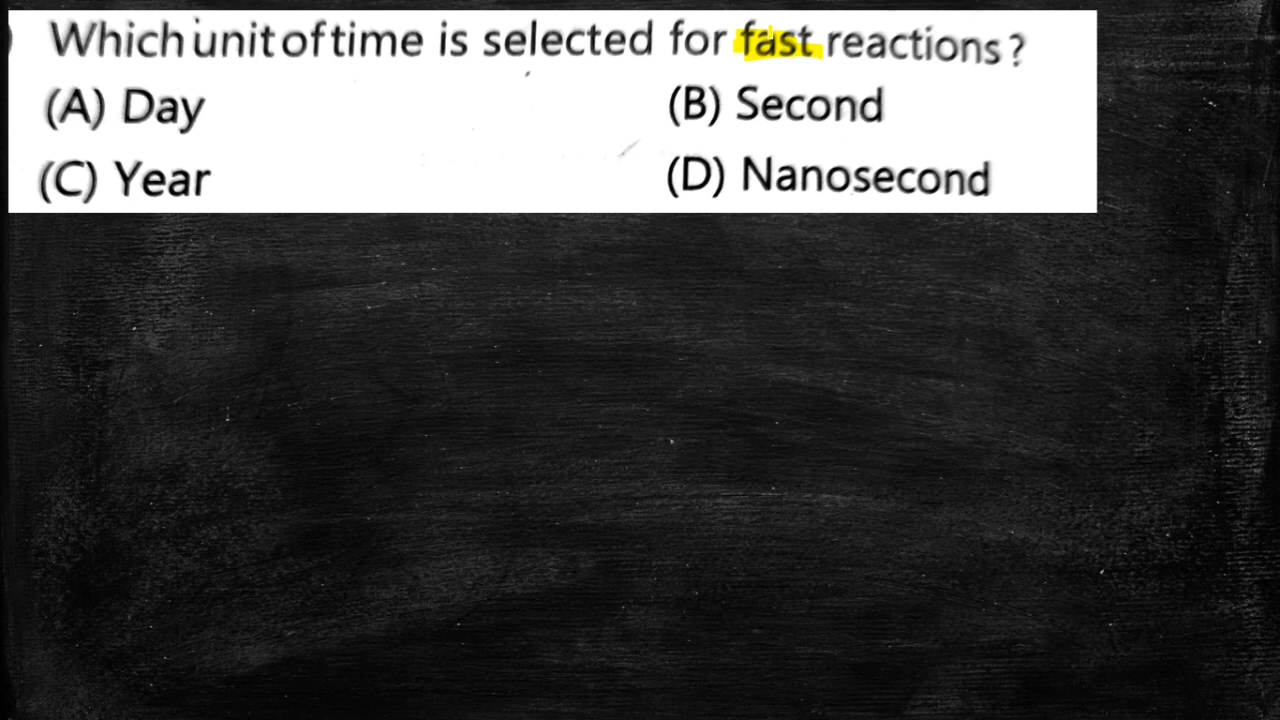 Which unit of time is selected for fast reactions?
(A) Day (B) Second
(C) Year (D) Nanosecond